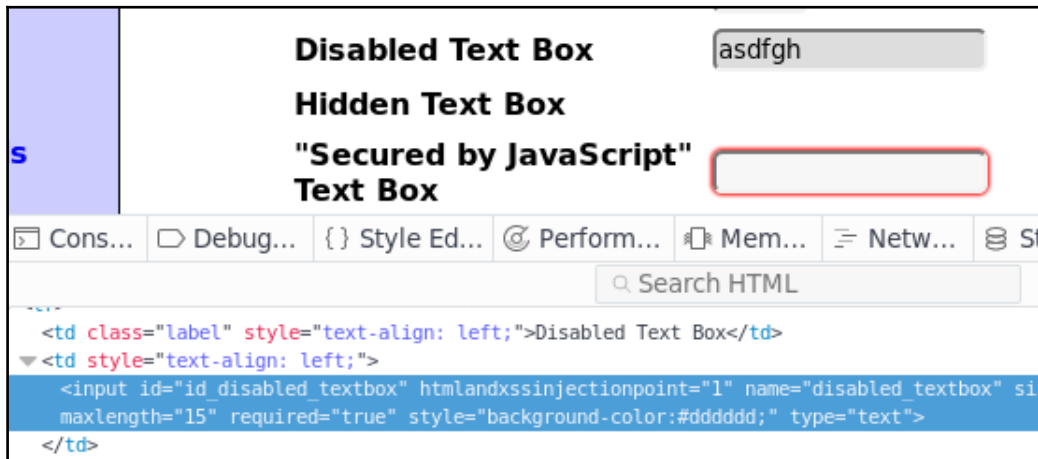 Disabled Text Box asdfgh
Hidden Text Box
s "Secured by JavaScript"
Text Box
Cons... Debug... {} Style Ed... Perform... Mem... Netw... St
Search HTML
<td class="label" style="text-align: left;">Disabled Text Box</td>
<td style="text-align: left;">
<input id="id_disabled_textbox" htmlandxssinjectionpoint="1" name="disabled_textbox" si
maxlength="15" required="true" style="background-color:#dddddd;" type="text">
</td>